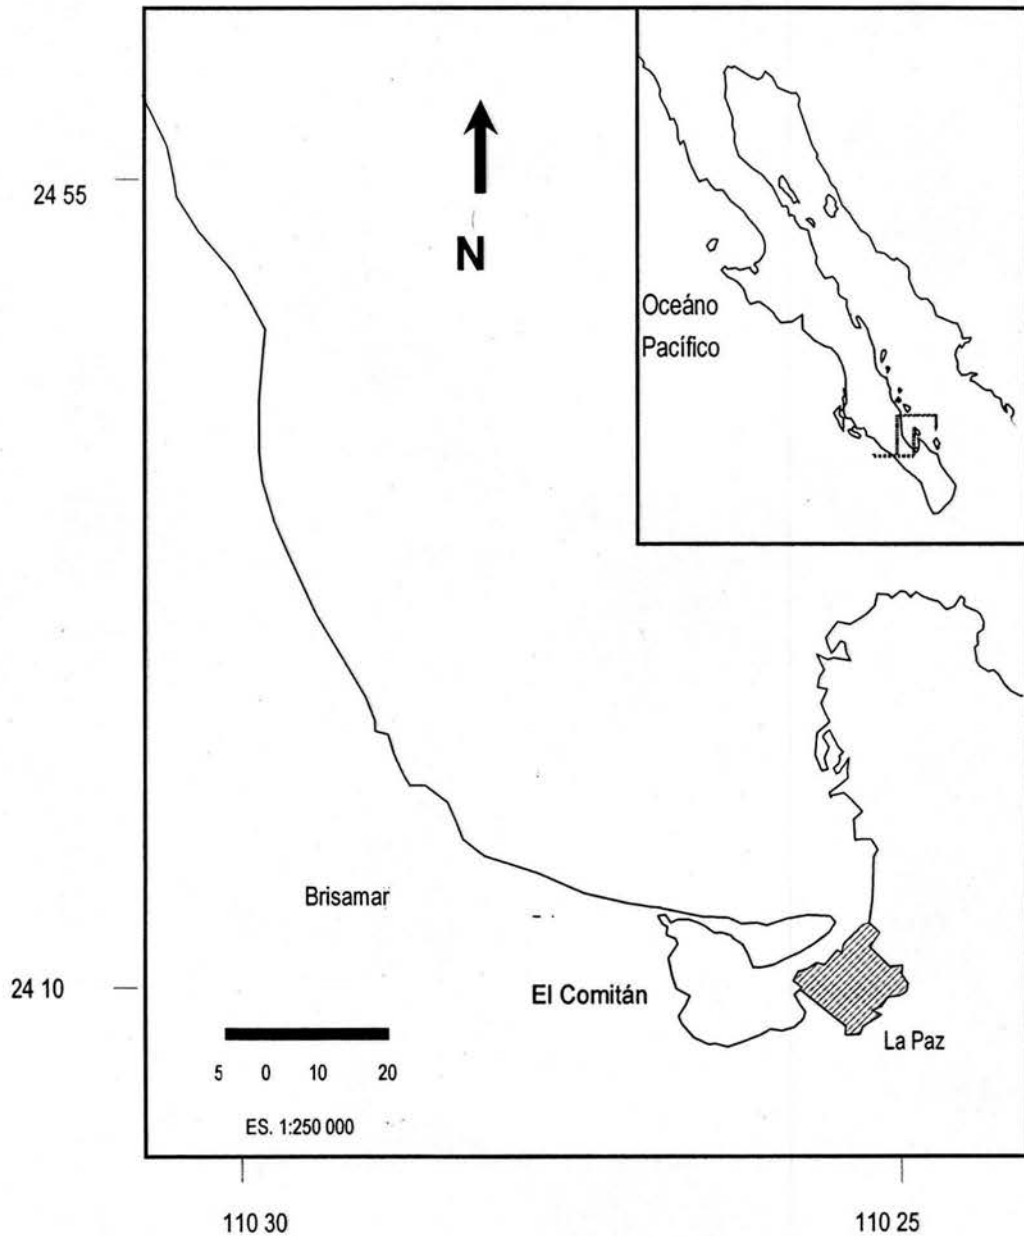 24 55
N
Oceáno
Pacífico
Brisamar
24 10
El Comitán
La Paz
5 0 10 20
ES. 1:250 000
110 30
110 25